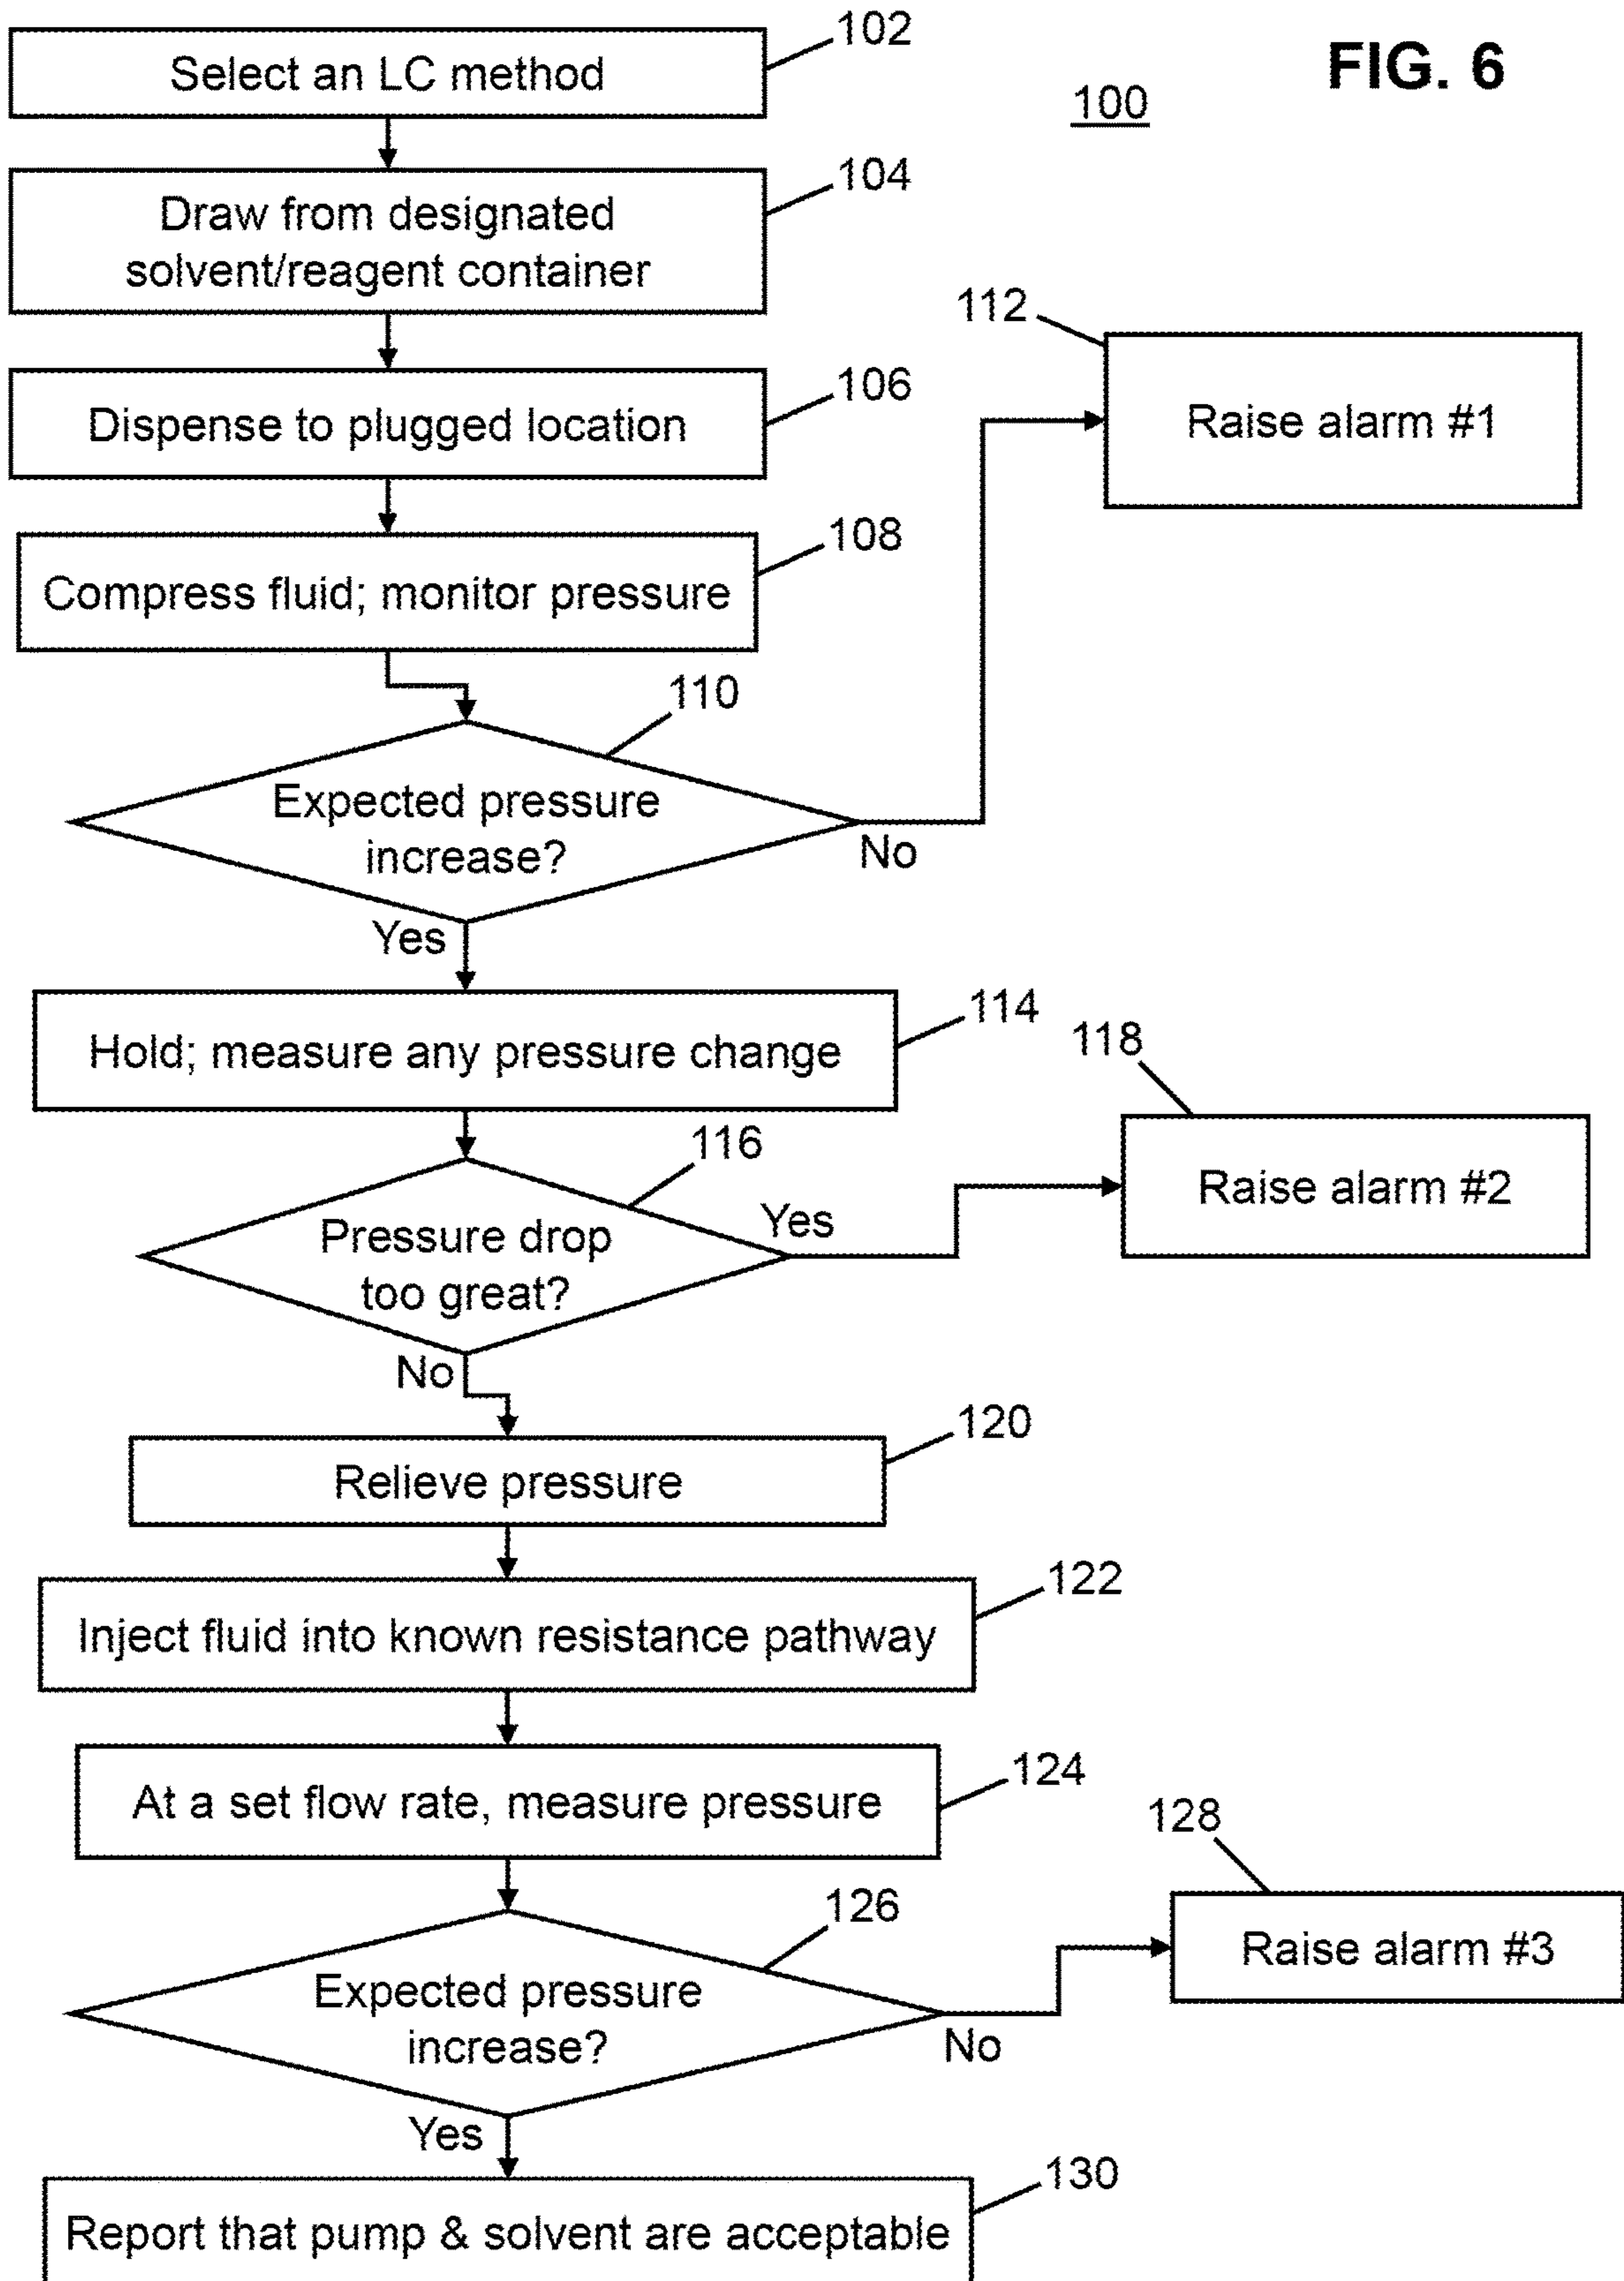 FIG. 6
100
102
Select an LC method
104
Draw from designated
solvent/reagent container
106
Dispense to plugged location
108
Compress fluid; monitor pressure
110
Expected pressure
increase?
No
112
Raise alarm #1
Yes
114
Hold; measure any pressure change
116
Pressure drop
too great?
Yes
118
Raise alarm #2
No
120
Relieve pressure
122
Inject fluid into known resistance pathway
124
At a set flow rate, measure pressure
126
Expected pressure
increase?
No
128
Raise alarm #3
Yes
130
Report that pump & solvent are acceptable